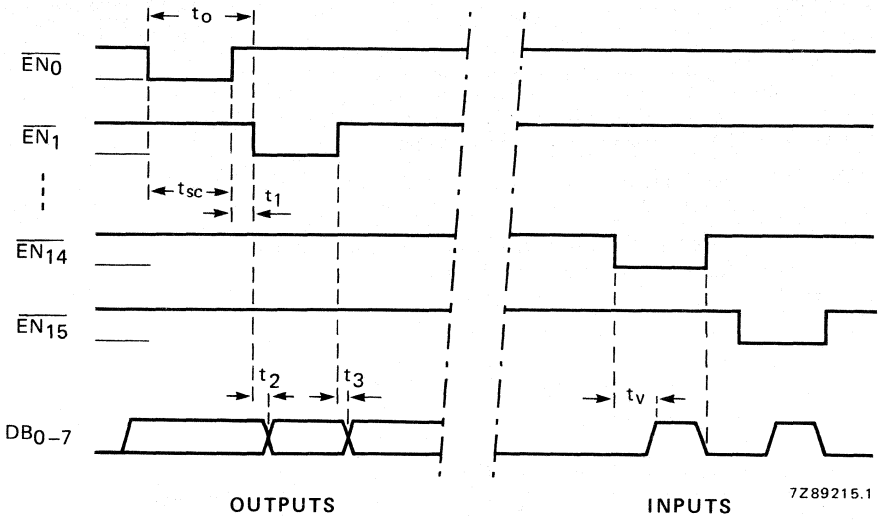 t0
EN0
EN1
tsc
t1
EN14
EN15
t2
t3
tv
DB0–7
OUTPUTS
INPUTS
7Z89215.1